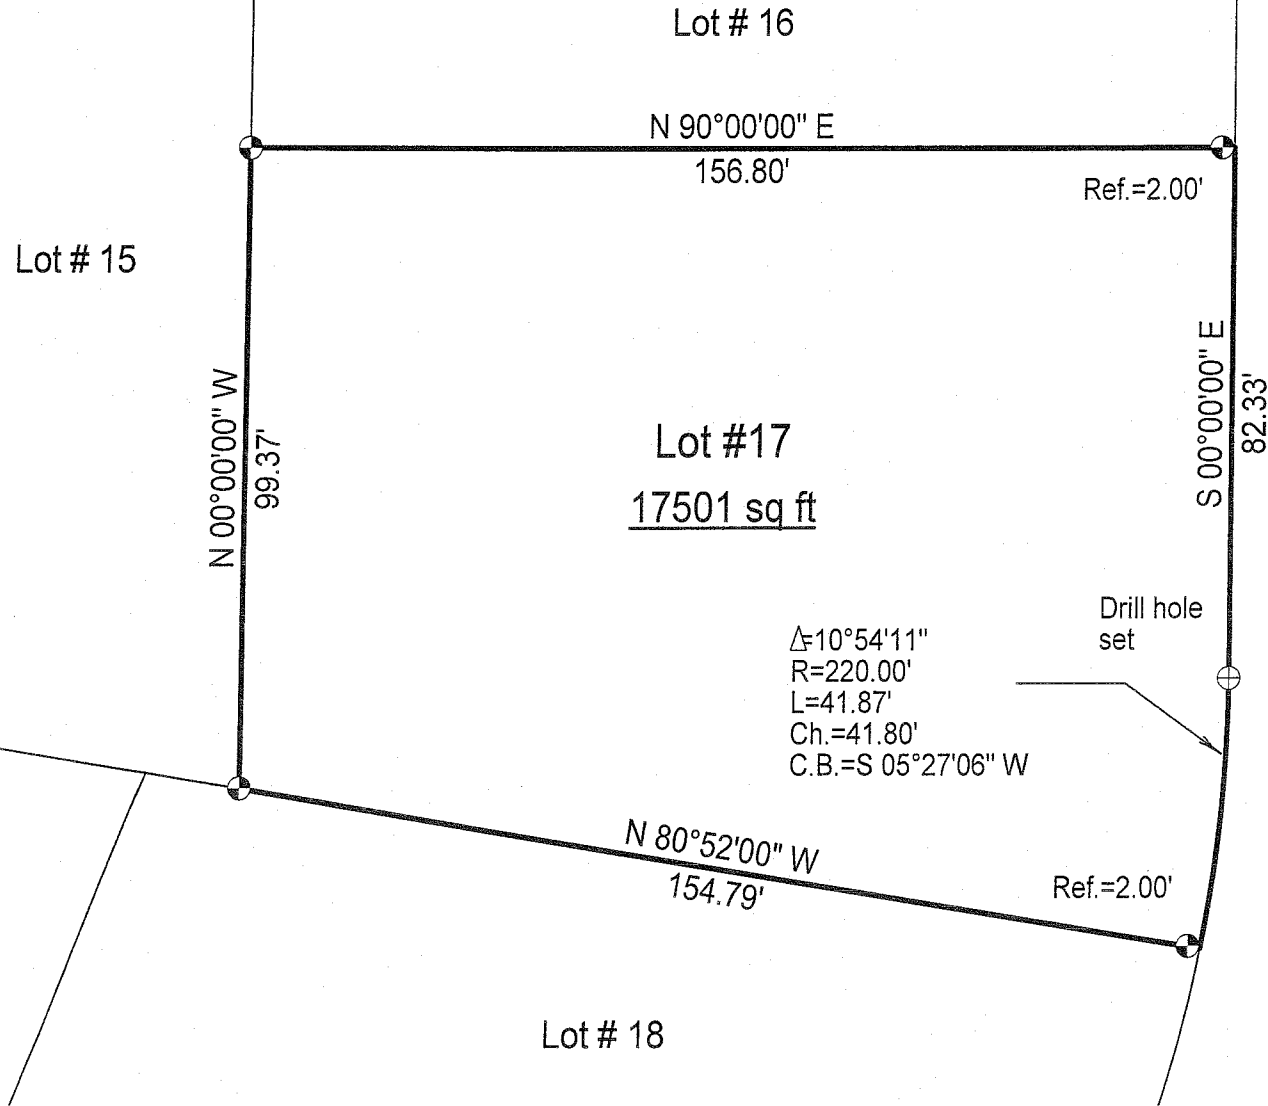 Lot # 16
N 90°00'00" E
156.80'
Ref.=2.00'
Lot # 15
N 00°00'00" W
99.37'
S 00°00'00" E
82.33'
Lot #17
17501 sq ft
Drill hole
set
Δ=10°54'11"
R=220.00'
L=41.87'
Ch.=41.80'
C.B.=S 05°27'06" W
N 80°52'00" W
154.79'
Ref.=2.00'
Lot # 18